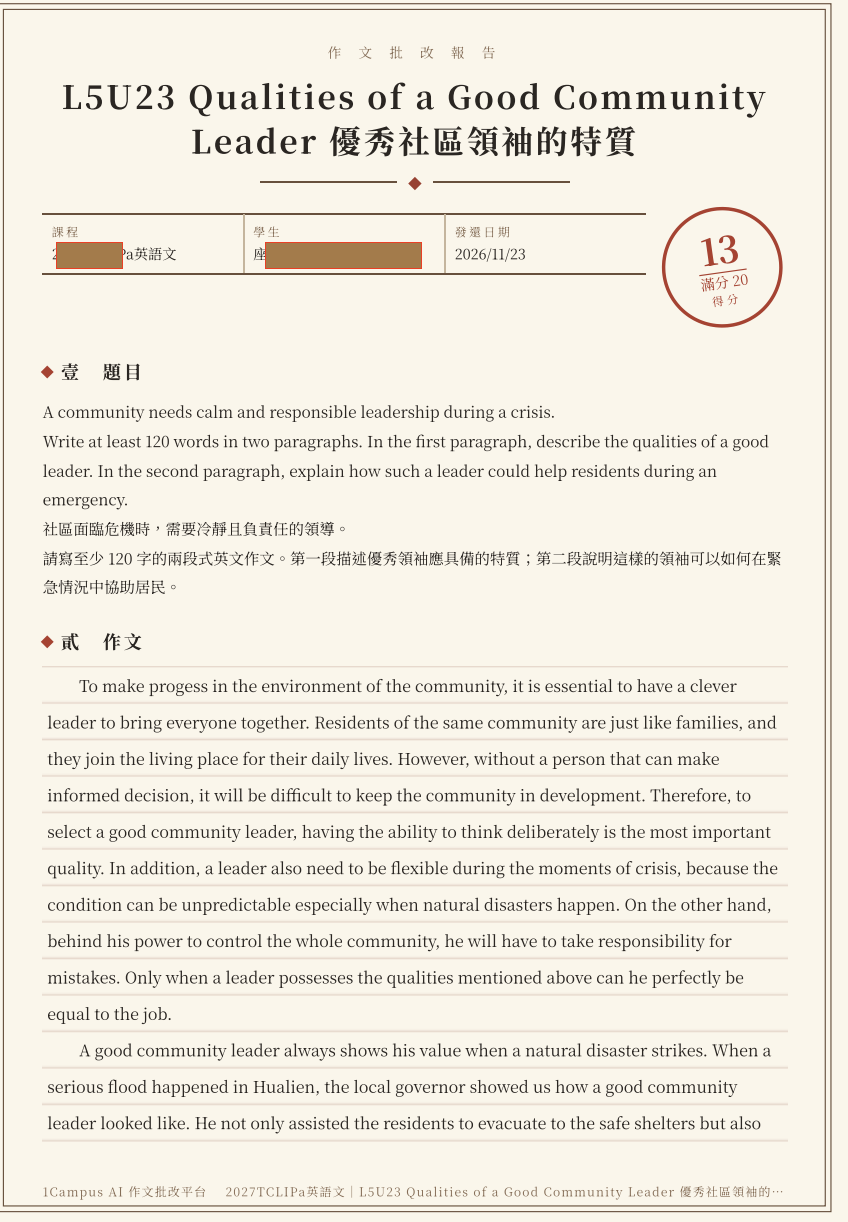 作文批改報告
L5U23 Qualities of a Good Community
Leader 優秀社區領袖的特質
課程
2 Pa英語文
學生
座
發還日期
2026/11/23
13
滿分 20
得分
壹 題目
A community needs calm and responsible leadership during a crisis.
Write at least 120 words in two paragraphs. In the first paragraph, describe the qualities of a good
leader. In the second paragraph, explain how such a leader could help residents during an
emergency.
社區面臨危機時，需要冷靜且負責任的領導。
請寫至少 120 字的兩段式英文作文。第一段描述優秀領袖應具備的特質；第二段說明這樣的領袖可以如何在緊
急情況中協助居民。
貳 作文
To make progess in the environment of the community, it is essential to have a clever
leader to bring everyone together. Residents of the same community are just like families, and
they join the living place for their daily lives. However, without a person that can make
informed decision, it will be difficult to keep the community in development. Therefore, to
select a good community leader, having the ability to think deliberately is the most important
quality. In addition, a leader also need to be flexible during the moments of crisis, because the
condition can be unpredictable especially when natural disasters happen. On the other hand,
behind his power to control the whole community, he will have to take responsibility for
mistakes. Only when a leader possesses the qualities mentioned above can he perfectly be
equal to the job.
A good community leader always shows his value when a natural disaster strikes. When a
serious flood happened in Hualien, the local governor showed us how a good community
leader looked like. He not only assisted the residents to evacuate to the safe shelters but also
1Campus AI 作文批改平台 2027TCLIPa英語文｜L5U23 Qualities of a Good Community Leader 優秀社區領袖的…